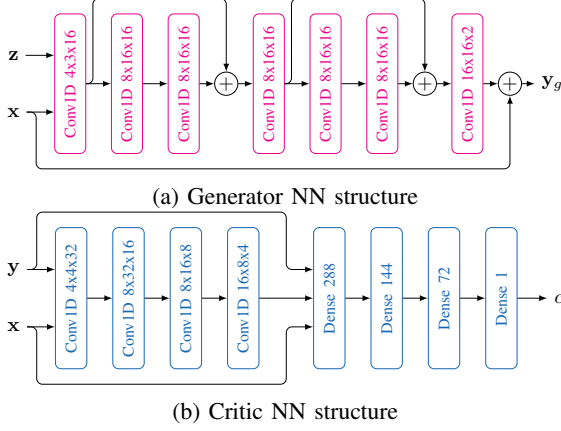 z
x
Conv1D 4x3x16
Conv1D 8x16x16
Conv1D 8x16x16
+
Conv1D 8x16x16
Conv1D 8x16x16
Conv1D 8x16x16
+
Conv1D 16x16x2
+
y_g
(a) Generator NN structure
y
x
Conv1D 4x4x32
Conv1D 8x32x16
Conv1D 8x16x8
Conv1D 16x8x4
Dense 288
Dense 144
Dense 72
Dense 1
(b) Critic NN structure